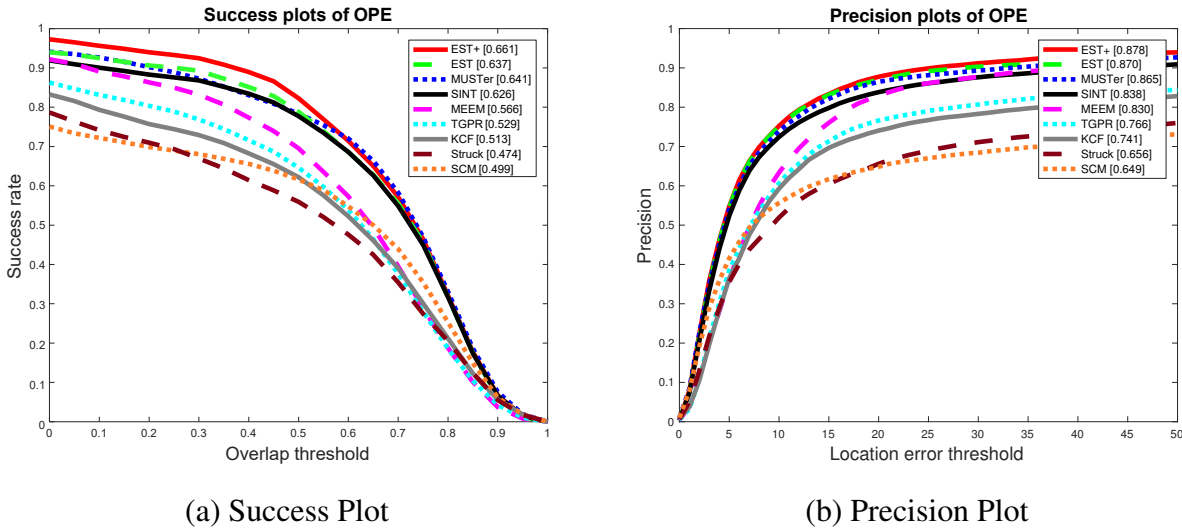 Success plots of OPE
1
0.9
0.8
0.7
0.6
0.5
0.4
0.3
0.2
0.1
0
Success rate
EST+ [0.661]
EST [0.637]
MUSTer [0.641]
SINT [0.626]
MEEM [0.566]
TGPR [0.529]
KCF [0.513]
Struck [0.474]
SCM [0.499]
0 0.1 0.2 0.3 0.4 0.5 0.6 0.7 0.8 0.9 1
Overlap threshold
(a) Success Plot
Precision plots of OPE
1
0.9
0.8
0.7
0.6
0.5
0.4
0.3
0.2
0.1
0
Precision
EST+ [0.878]
EST [0.870]
MUSTer [0.865]
SINT [0.838]
MEEM [0.830]
TGPR [0.766]
KCF [0.741]
Struck [0.656]
SCM [0.649]
0 5 10 15 20 25 30 35 40 45 50
Location error threshold
(b) Precision Plot